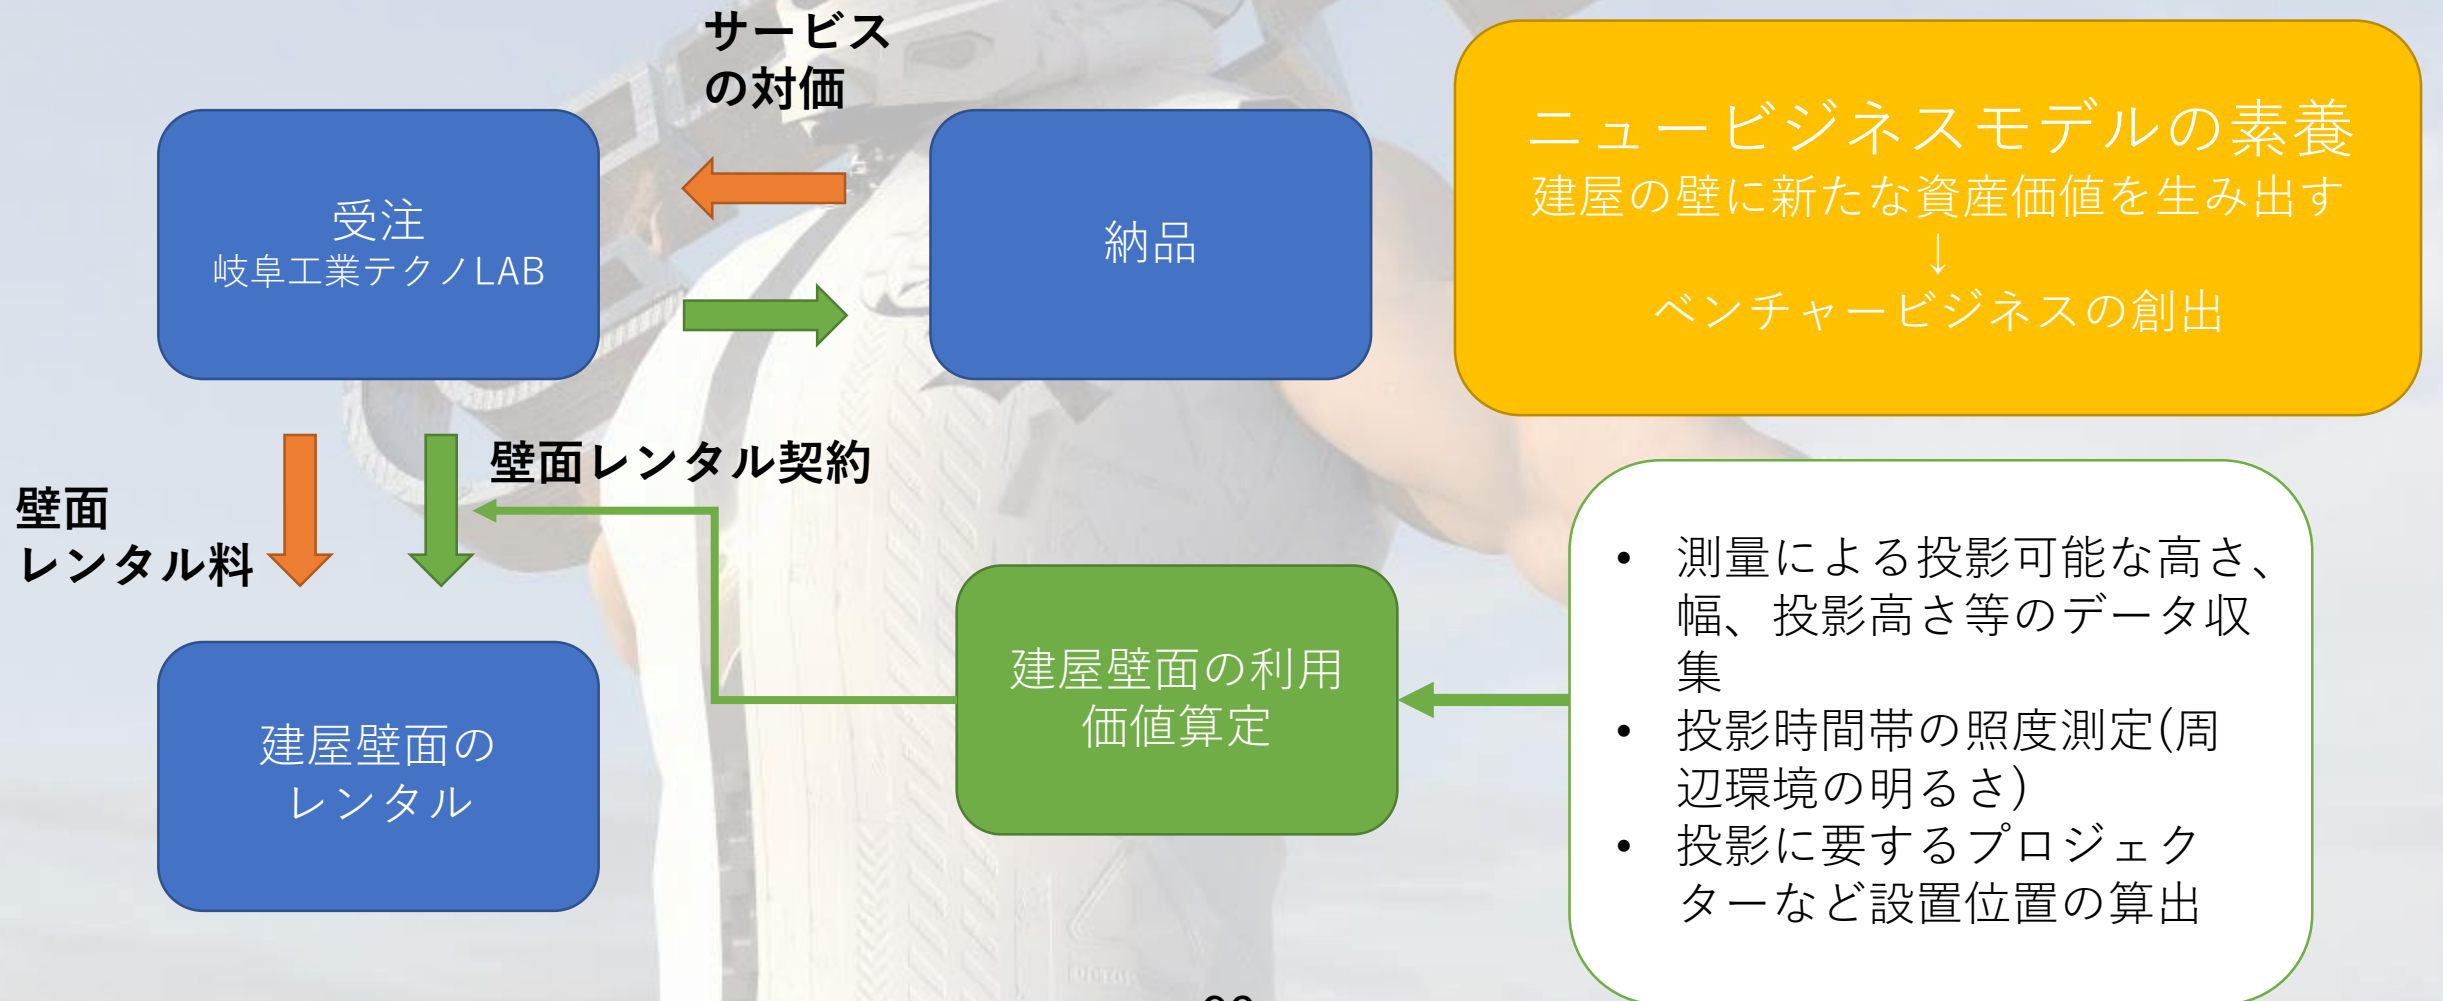 サービス
の対価
受注
岐阜工業テクノLAB
納品
ニュービジネスモデルの素養
建屋の壁に新たな資産価値を生み出す
↓
ベンチャービジネスの創出
壁面レンタル契約
壁面
レンタル料
建屋壁面の
レンタル
建屋壁面の利用
価値算定
• 測量による投影可能な高さ、
幅、投影高さ等のデータ収
集
• 投影時間帯の照度測定(周
辺環境の明るさ)
• 投影に要するプロジェク
ターなど設置位置の算出